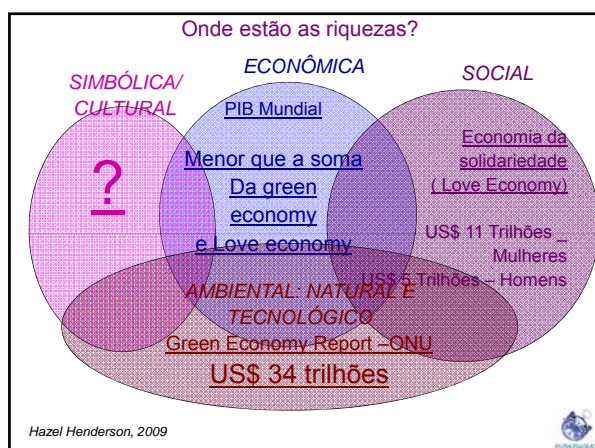 Onde estão as riquezas?
SIMBÓLICA/
CULTURAL
?
ECONÔMICA
PIB Mundial
Menor que a soma
Da green
economy
e Love economy
SOCIAL
Economia da
solidariedade
( Love Economy)
US$ 11 Trilhões _
Mulheres
US$ 5 Trilhões – Homens
AMBIENTAL: NATURAL E
TECNOLÓGICO
Green Economy Report –ONU
US$ 34 trilhões
Hazel Henderson, 2009